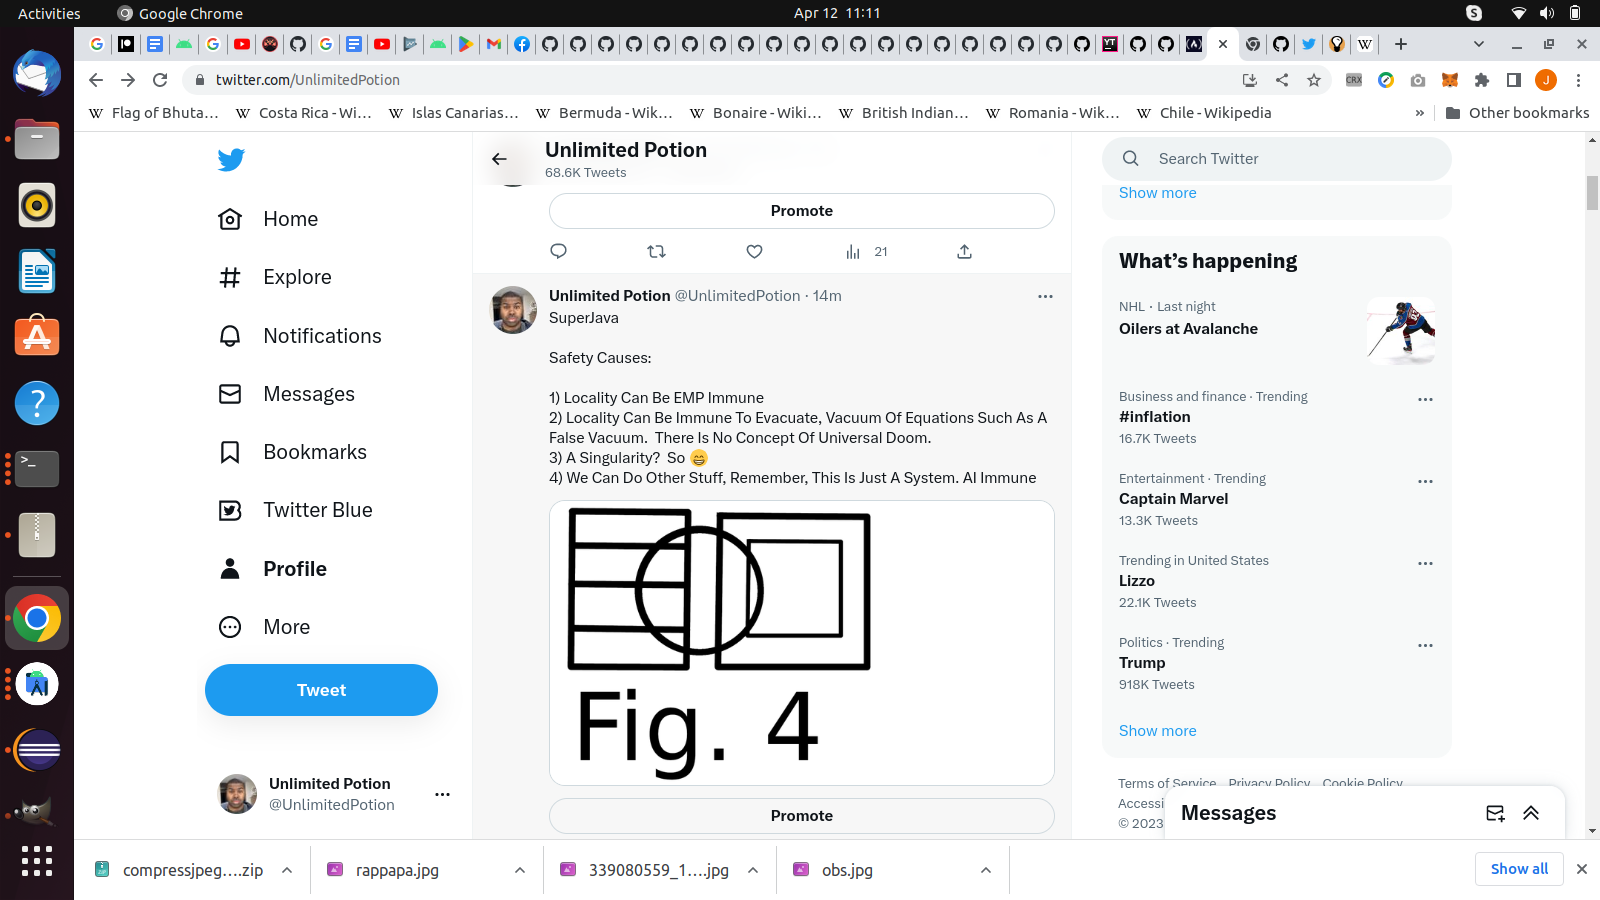 Activities
Google Chrome
Apr 12 11:11
twitter.com/UnlimitedPotion
CRX
J
Flag of Bhuta...
Costa Rica - Wi...
Islas Canarias...
Bermuda - Wik...
Bonaire - Wiki...
British Indian...
Romania - Wik...
Chile - Wikipedia
Other bookmarks
Home
Explore
Notifications
Messages
Bookmarks
Twitter Blue
Profile
More
Tweet
Unlimited Potion
@UnlimitedPotion
Unlimited Potion
68.6K Tweets
Promote
21
Unlimited Potion @UnlimitedPotion · 14m
SuperJava
Safety Causes:
1) Locality Can Be EMP Immune
2) Locality Can Be Immune To Evacuate, Vacuum Of Equations Such As A
False Vacuum.  There Is No Concept Of Universal Doom.
3) A Singularity?  So 😄
4) We Can Do Other Stuff, Remember, This Is Just A System. AI Immune
Fig. 4
Promote
Search Twitter
Show more
What's happening
NHL · Last night
Oilers at Avalanche
Business and finance · Trending
#inflation
16.7K Tweets
Entertainment · Trending
Captain Marvel
13.3K Tweets
Trending in United States
Lizzo
22.1K Tweets
Politics · Trending
Trump
918K Tweets
Show more
Terms of Service Privacy Policy Cookie Policy
Accessi
© 2023
Messages
compressjpeg....zip
rappapa.jpg
339080559_1....jpg
obs.jpg
Show all